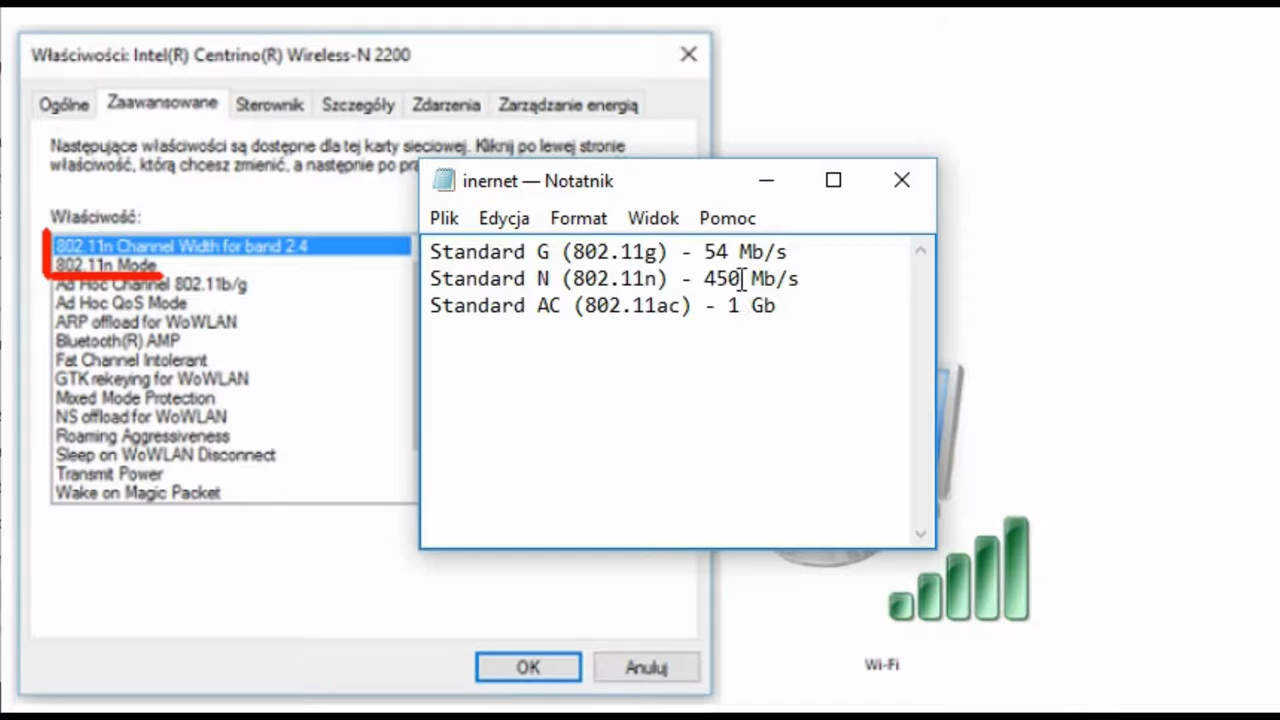 Właściwości: Intel(R) Centrino(R) Wireless-N 2200
Ogólne Zaawansowane Sterownik Szczegóły Zdarzenia Zarządzanie energią
Następujące właściwości są dostępne dla tej karty sieciowej. Kliknij po lewej stronie
właściwość, którą chcesz zmienić, a następnie po
Właściwość:
802.11n Channel Width for band 2.4
802.11n Mode
Ad Hoc Channel 802.11b/g
Ad Hoc QoS Mode
ARP offload for WoWLAN
Bluetooth(R) AMP
Fat Channel Intolerant
GTK rekeying for WoWLAN
Mixed Mode Protection
NS offload for WoWLAN
Roaming Aggressiveness
Sleep on WoWLAN Disconnect
Transmit Power
Wake on Magic Packet
OK Anuluj
inernet — Notatnik
Plik Edycja Format Widok Pomoc
Standard G (802.11g) - 54 Mb/s
Standard N (802.11n) - 450 Mb/s
Standard AC (802.11ac) - 1 Gb
Wi-Fi